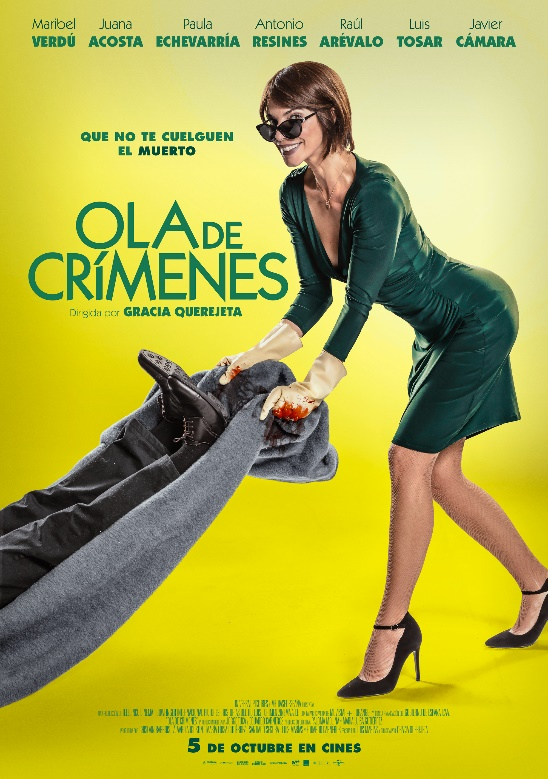 Maribel Juana Paula Antonio Raúl Luis Javier
VERDÚ ACOSTA ECHEVARRÍA RESINES ARÉVALO TOSAR CÁMARA
QUE NO TE CUELGUEN
EL MUERTO
OLA DE
CRÍMENES
Dirigida por GRACIA QUEREJETA
5 DE OCTUBRE EN CINES